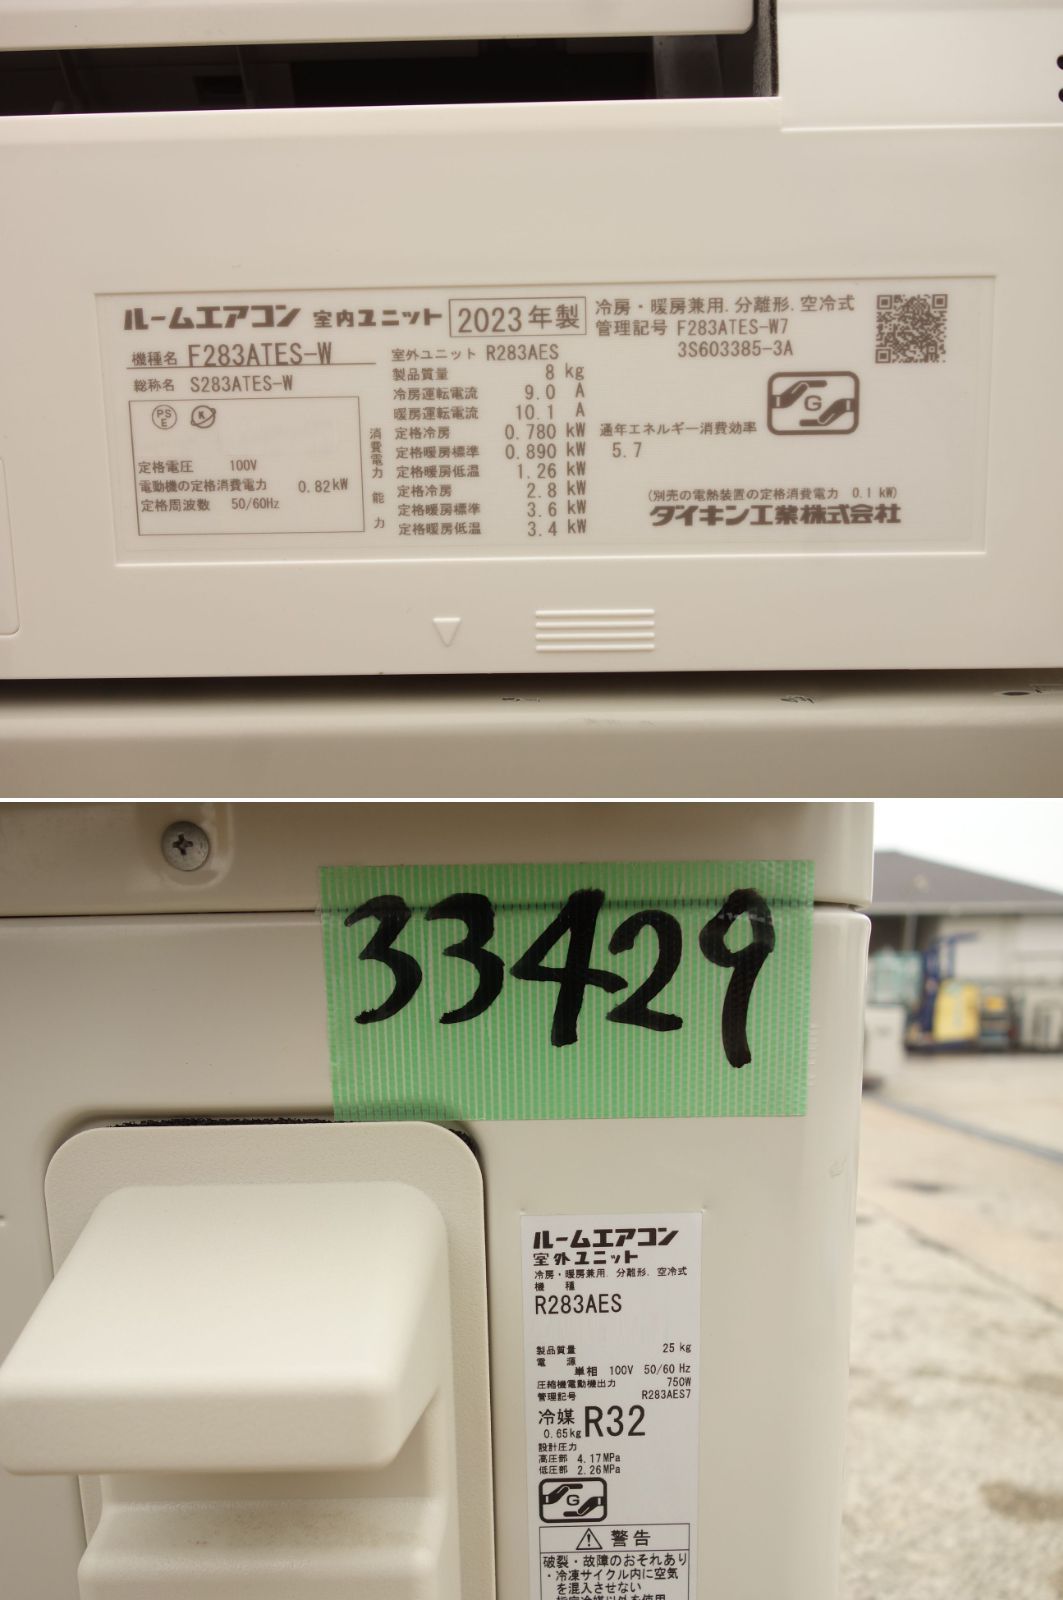 ルームエアコン 室内ユニット 2023年製 冷房・暖房兼用.分離形.空冷式
管理記号 F283ATES-W7
3S603385-3A
機種名 F283ATES-W
総称名 S283ATES-W
PS
E
K
定格電圧 100V
電動機の定格消費電力 0.82kW
定格周波数 50/60Hz
室外ユニット R283AES
製品質量 8 kg
冷房運転電流 9.0 A
暖房運転電流 10.1 A
消費電力
定格冷房 0.780 kW
定格暖房標準 0.890 kW
定格暖房低温 1.26 kW
能力
定格冷房 2.8 kW
定格暖房標準 3.6 kW
定格暖房低温 3.4 kW
通年エネルギー消費効率
5.7
G
(別売の電熱装置の定格消費電力 0.1 kW)
ダイキン工業株式会社
33429
ルームエアコン
室外ユニット
冷房・暖房兼用.分離形.空冷式
機種
R283AES
製品質量 25 kg
電源
単相 100V 50/60 Hz
圧縮機電動機出力 750W
管理記号 R283AES7
冷媒 R32
0.65kg
設計圧力
高圧部 4.17MPa
低圧部 2.26MPa
G
警告
破裂・故障のおそれあり
・冷凍サイクル内に空気
を混入させない
・指定冷媒以外を使用